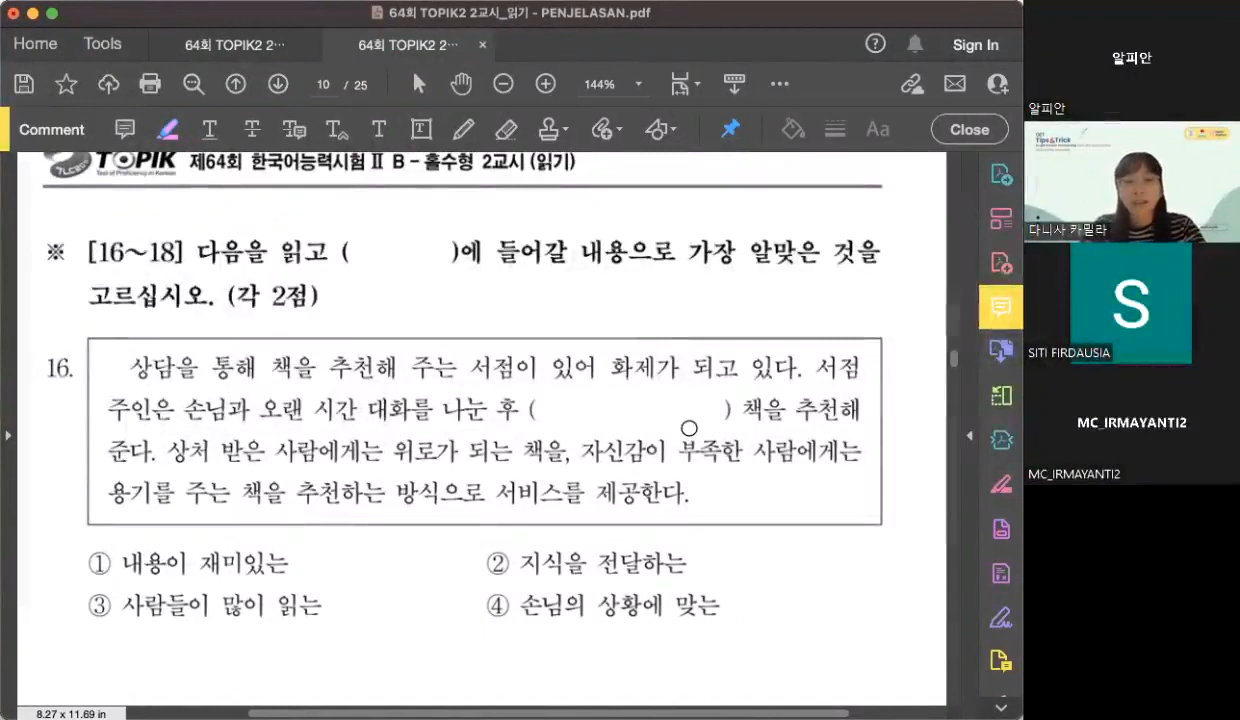 64회 TOPIK2 2교시_읽기 - PENJELASAN.pdf
Home Tools 64회 TOPIK2 2··· 64회 TOPIK2 2··· × Sign In
10 / 25 144%
Comment Aa Close
TOPIK 제64회 한국어능력시험 Ⅱ B - 홀수형 2교시 (읽기)
Test of Proficiency in Korean
※ [16～18] 다음을 읽고 ( )에 들어갈 내용으로 가장 알맞은 것을
고르십시오. (각 2점)
16. 상담을 통해 책을 추천해 주는 서점이 있어 화제가 되고 있다. 서점
주인은 손님과 오랜 시간 대화를 나눈 후 ( ) 책을 추천해
준다. 상처 받은 사람에게는 위로가 되는 책을, 자신감이 부족한 사람에게는
용기를 주는 책을 추천하는 방식으로 서비스를 제공한다.
① 내용이 재미있는 ② 지식을 전달하는
③ 사람들이 많이 읽는 ④ 손님의 상황에 맞는
8.27 x 11.69 in
알피안
알피안
Tips&Trick
다니사 카밀라
S
SITI FIRDAUSIA
MC_IRMAYANTI2
MC_IRMAYANTI2